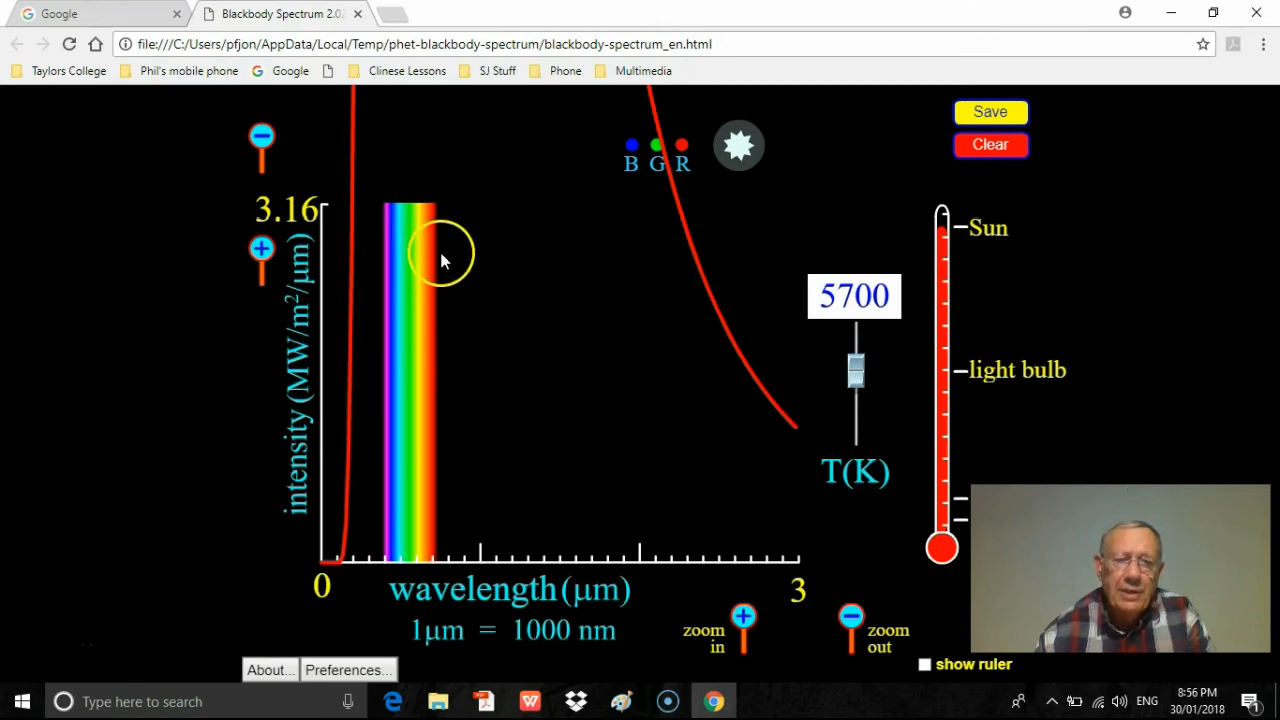 Google
Blackbody Spectrum 2.02
file:///C:/Users/pfjon/AppData/Local/Temp/phet-blackbody-spectrum/blackbody-spectrum_en.html
Taylors College
Phil's mobile phone
Google
Clinese Lessons
SJ Stuff
Phone
Multimedia
Save
Clear
B G R
3.16
intensity (MW/m²/μm)
Sun
5700
light bulb
T(K)
0
wavelength (μm)
3
1μm = 1000 nm
zoom in
zoom out
About...
Preferences...
show ruler
Type here to search
ENG
8:56 PM
30/01/2018